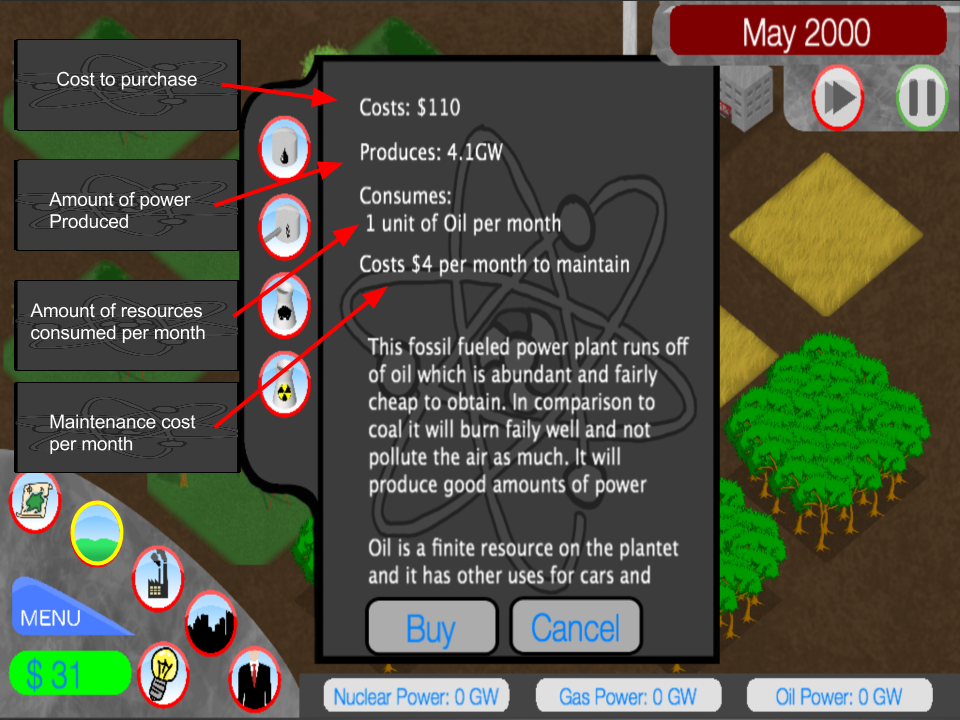 May 2000
Cost to purchase
Amount of power
Produced
Amount of resources
consumed per month
Maintenance cost
per month
Costs: $110
Produces: 4.1GW
Consumes:
1 unit of Oil per month
Costs $4 per month to maintain
This fossil fueled power plant runs off
of oil which is abundant and fairly
cheap to obtain. In comparison to
coal it will burn faily well and not
pollute the air as much. It will
produce good amounts of power
Oil is a finite resource on the plantet
and it has other uses for cars and
Buy
Cancel
MENU
$ 31
Nuclear Power: 0 GW
Gas Power: 0 GW
Oil Power: 0 GW